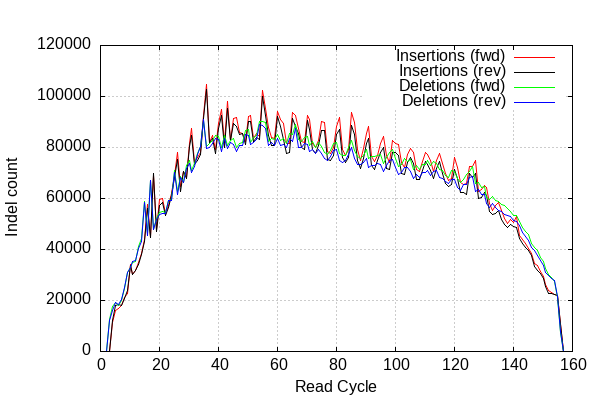 120000
100000
80000
60000
40000
20000
0
Indel count
Insertions (fwd)
Insertions (rev)
Deletions (fwd)
Deletions (rev)
0 20 40 60 80 100 120 140 160
Read Cycle